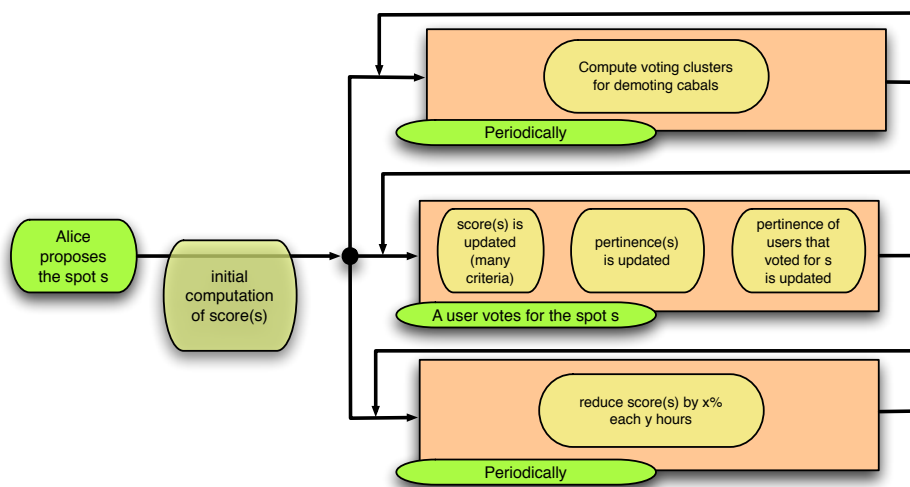 Compute voting clusters
for demoting cabals
Periodically
Alice
proposes
the spot s
initial
computation
of score(s)
score(s) is
updated
(many
criteria)
pertinence(s)
is updated
pertinence of
users that
voted for s
is updated
A user votes for the spot s
reduce score(s) by x%
each y hours
Periodically